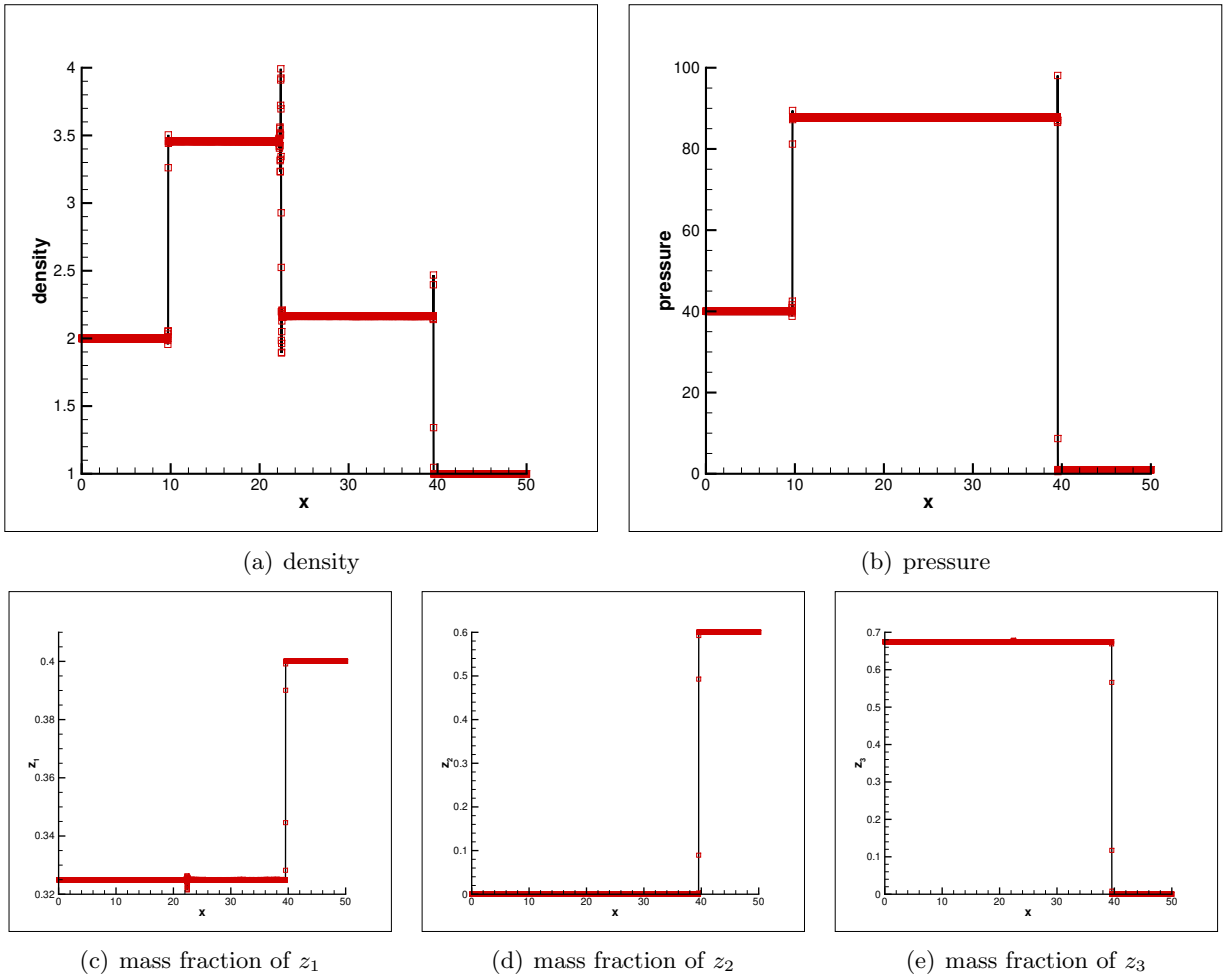 4
3.5
3
2.5
2
1.5
1
density
0 10 20 30 40 50
x
100
80
60
40
20
0
pressure
0 10 20 30 40 50
x
(a) density
(b) pressure
0.4
0.38
0.36
0.34
0.32
z1
0 10 20 30 40 50
x
0.6
0.5
0.4
0.3
0.2
0.1
0
z2
0 10 20 30 40 50
x
0.7
0.6
0.5
0.4
0.3
0.2
0.1
0
z3
0 10 20 30 40 50
x
(c) mass fraction of z1
(d) mass fraction of z2
(e) mass fraction of z3